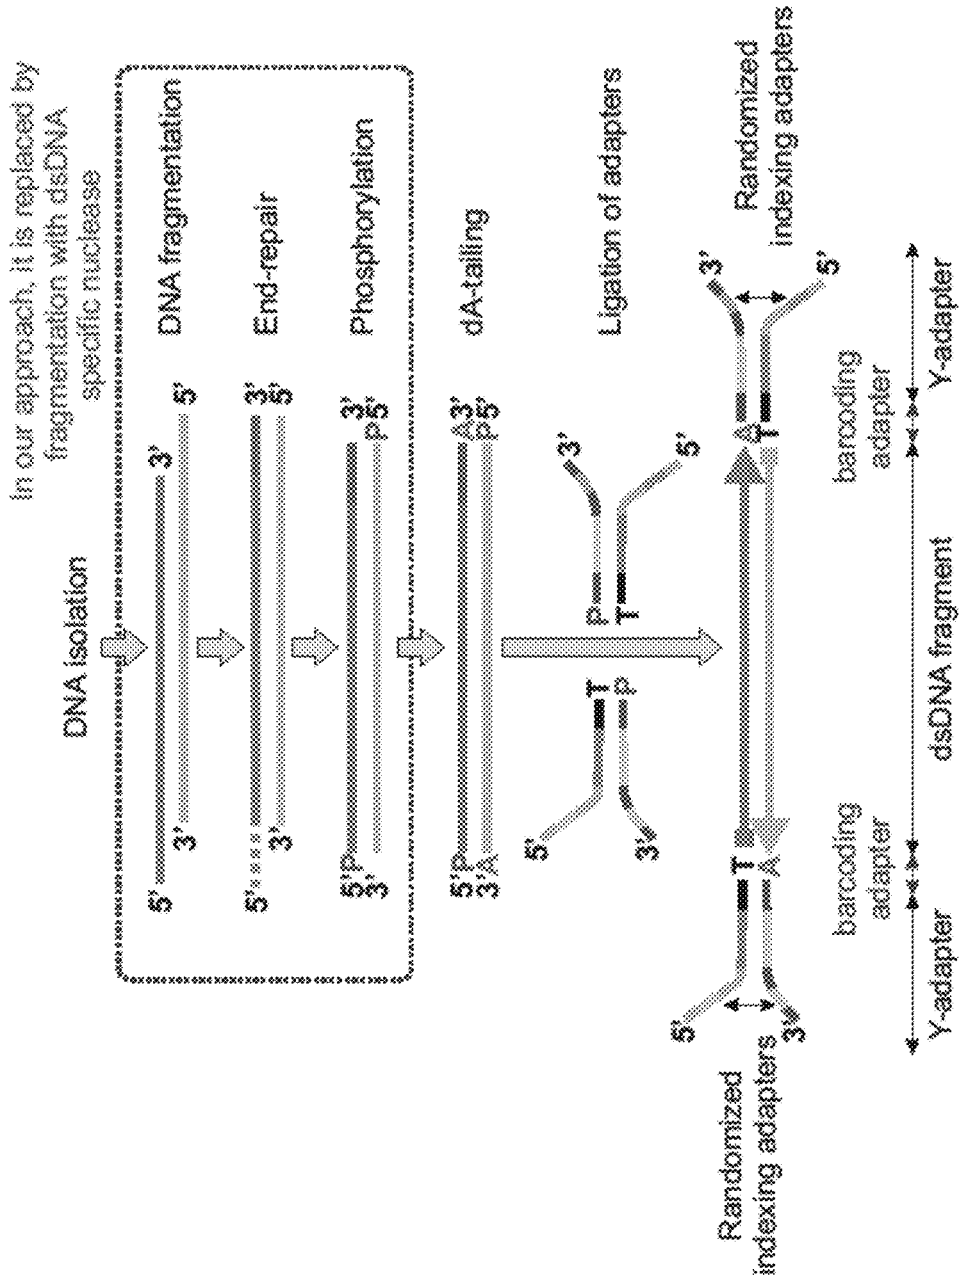 In our approach, it is replaced by
fragmentation with dsDNA
specific nuclease
DNA isolation
5' 3'
3' 5'
DNA fragmentation
5' 3'
3' 5'
End-repair
5'P 3'
3' P5'
Phosphorylation
5'P A3'
3'A P5'
dA-tailing
5' T P 3'
3' P T 5'
Ligation of adapters
Randomized
indexing adapters
5' T A 3'
3' A T 5'
Randomized
indexing adapters
barcoding
adapter
barcoding
adapter
Y-adapter
dsDNA fragment
Y-adapter